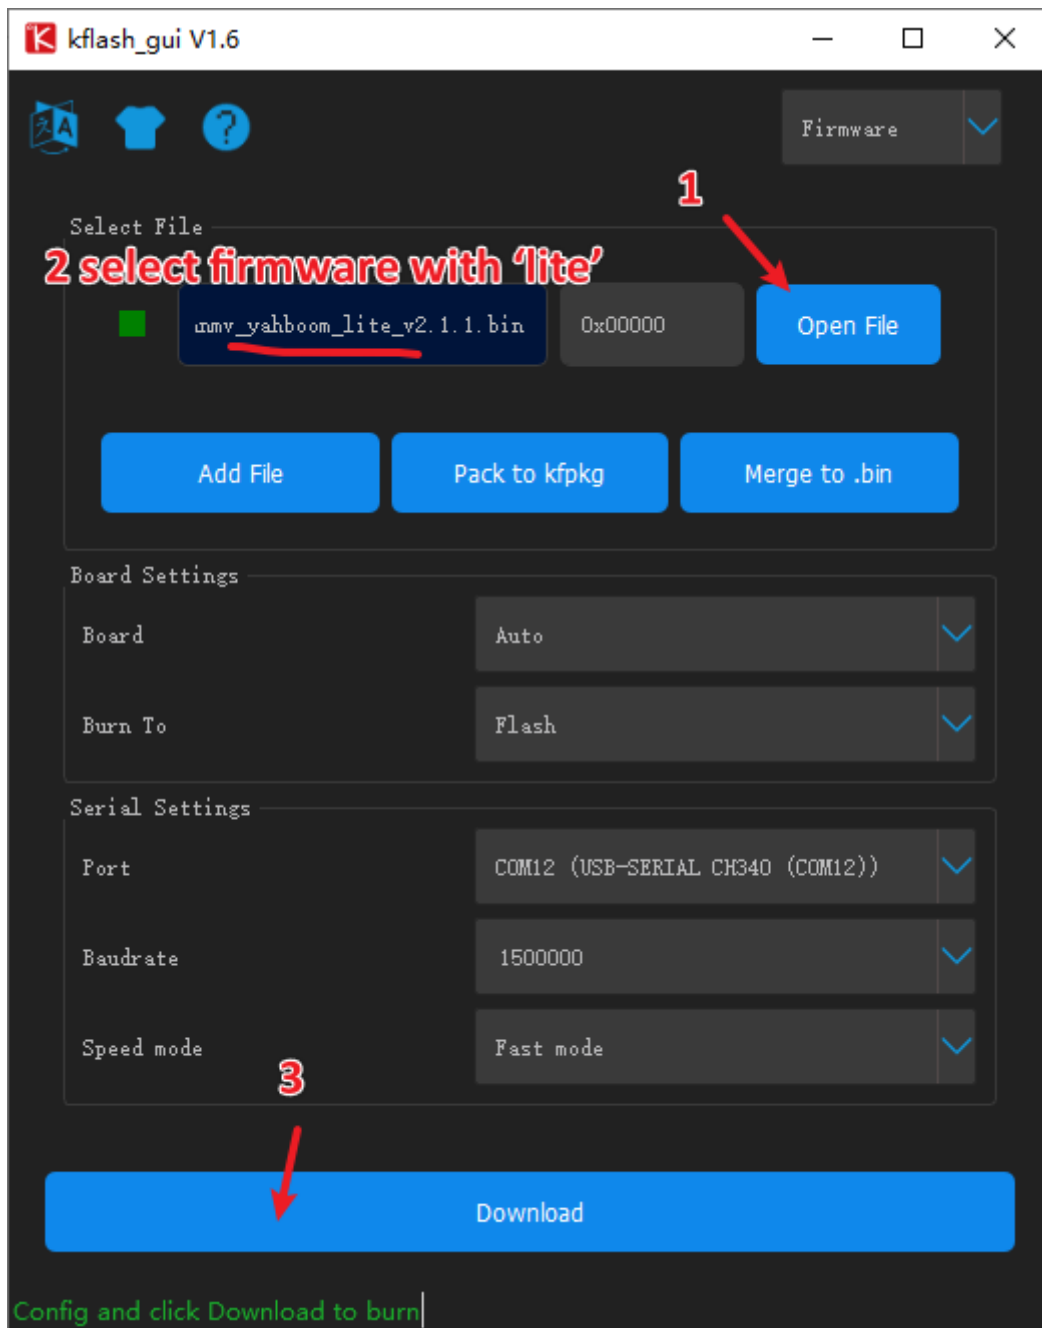 kflash_gui V1.6
Firmware
1
Select File
2 select firmware with ‘lite’
nmv_yahboom_lite_v2.1.1.bin
0x00000
Open File
Add File
Pack to kfpkg
Merge to .bin
Board Settings
Board
Auto
Burn To
Flash
Serial Settings
Port
COM12 (USB-SERIAL CH340 (COM12))
Baudrate
1500000
Speed mode
Fast mode
3
Download
Config and click Download to burn